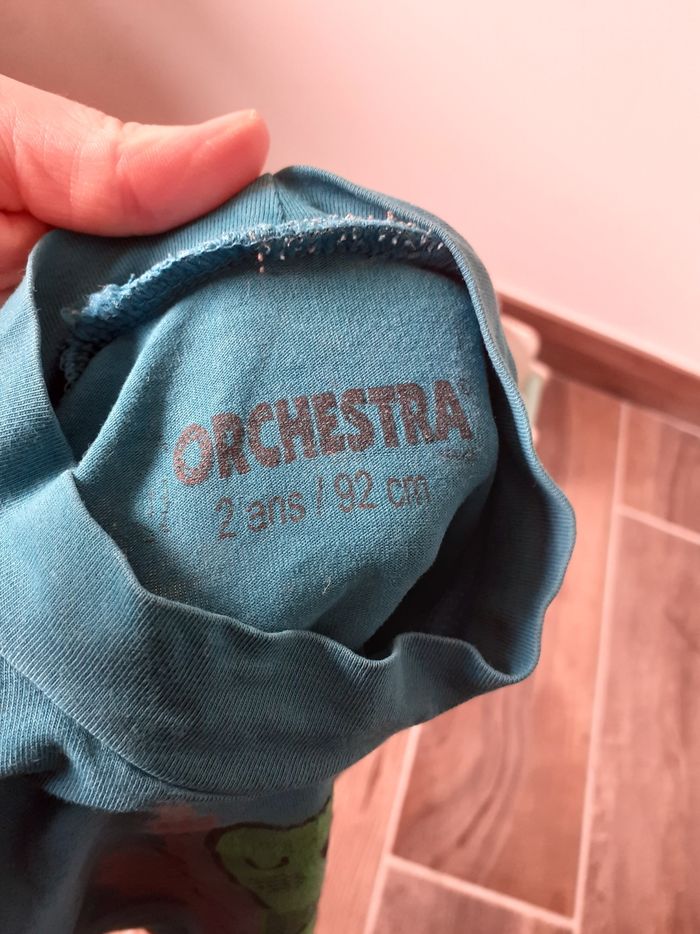 ORCHESTRA®
2 ans / 92 cm